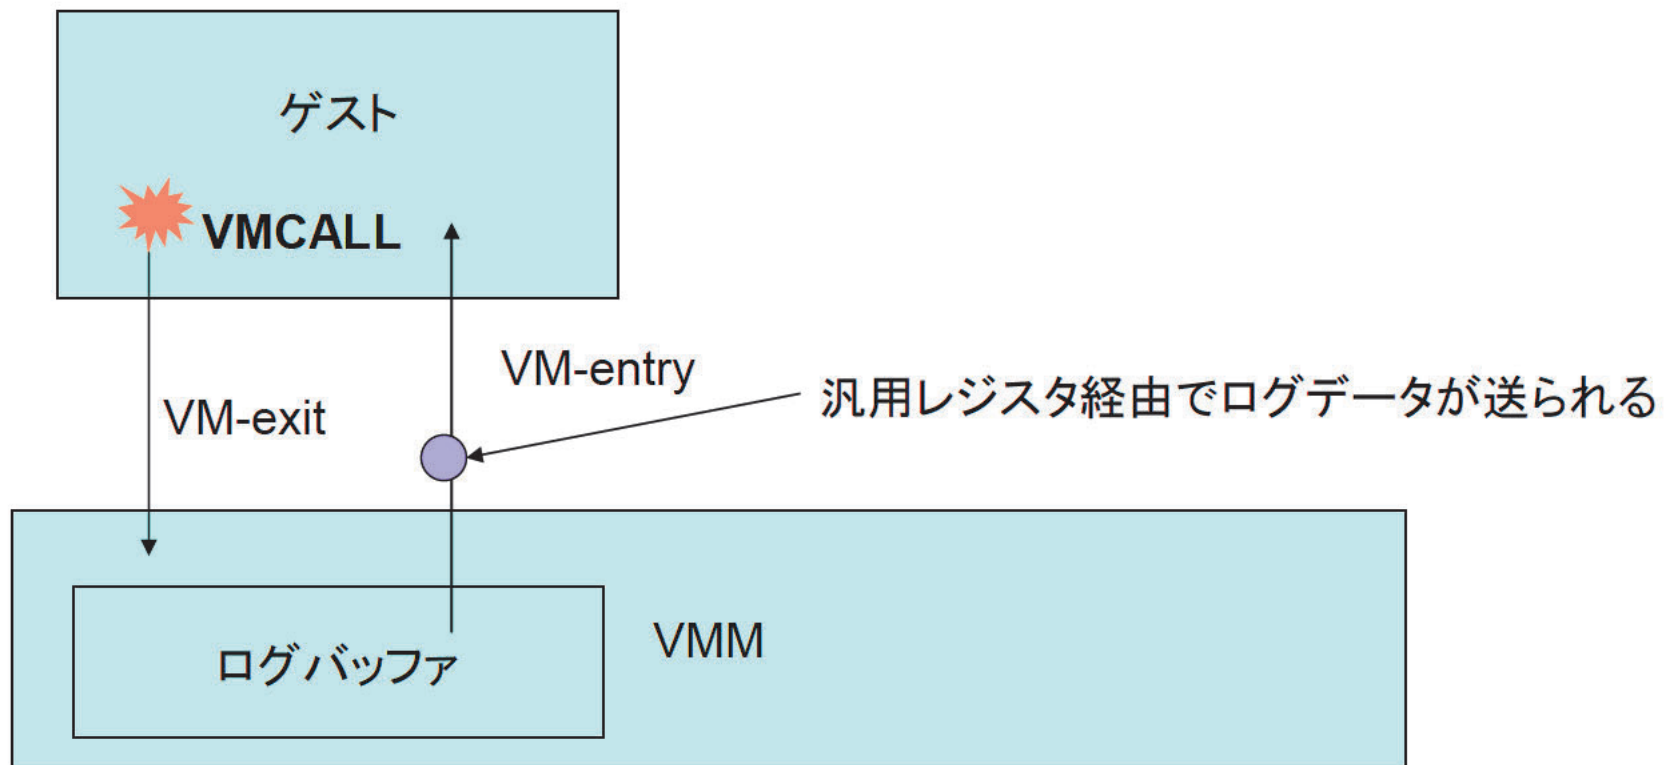 ゲスト
VMCALL
VM-entry
VM-exit
汎用レジスタ経由でログデータが送られる
ログバッファ
VMM